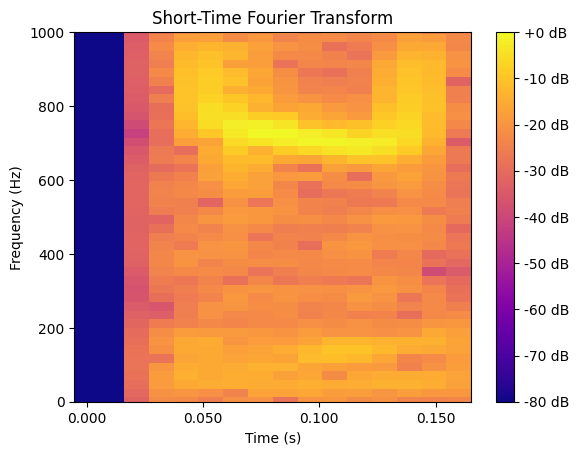 Short-Time Fourier Transform
Frequency (Hz)
1000
800
600
400
200
0
0.000
0.050
0.100
0.150
Time (s)
+0 dB
-10 dB
-20 dB
-30 dB
-40 dB
-50 dB
-60 dB
-70 dB
-80 dB